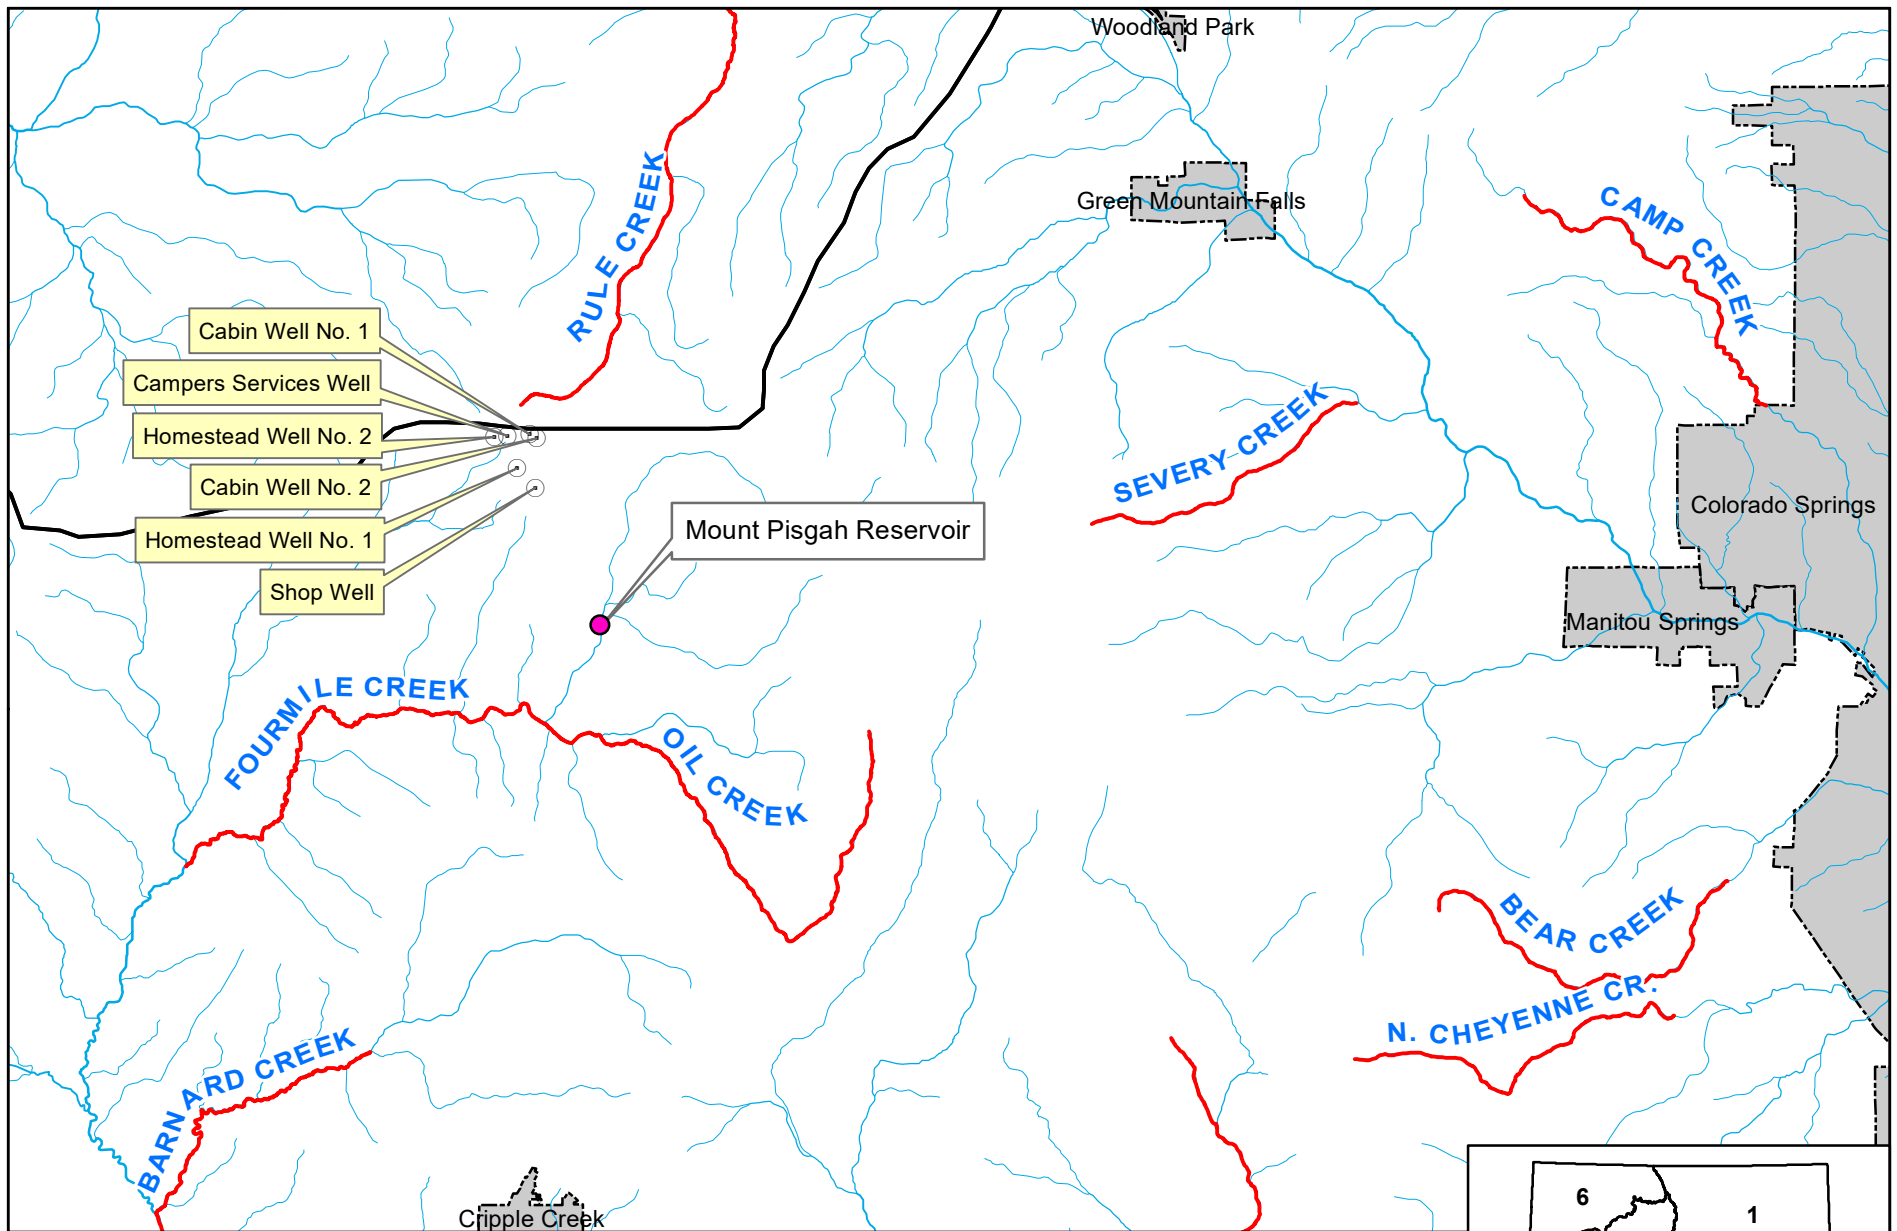 Woodland Park
Green Mountain Falls
CAMP CREEK
RULE CREEK
Cabin Well No. 1
Campers Services Well
Homestead Well No. 2
Cabin Well No. 2
Homestead Well No. 1
Shop Well
SEVERY CREEK
Colorado Springs
Mount Pisgah Reservoir
Manitou Springs
FOURMILE CREEK
OIL CREEK
BEAR CREEK
N. CHEYENNE CR.
BARNARD CREEK
Cripple Creek
6
1